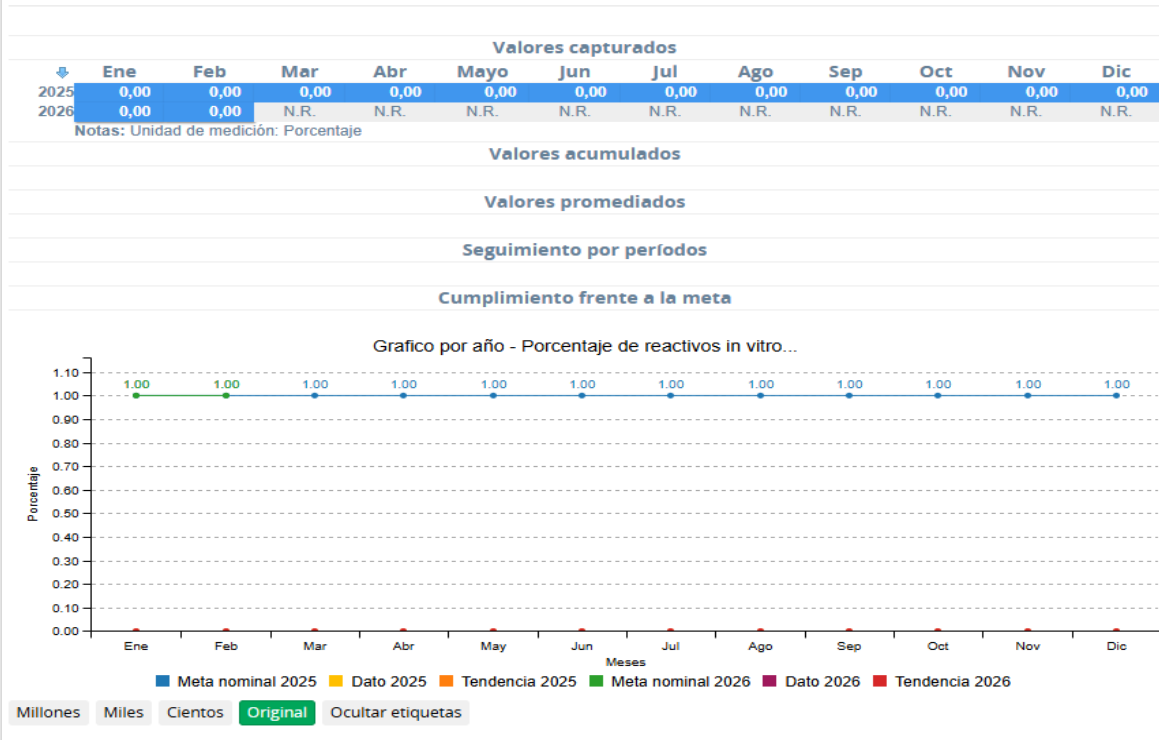 Valores capturados
Ene Feb Mar Abr Mayo Jun Jul Ago Sep Oct Nov Dic
2025 0,00 0,00 0,00 0,00 0,00 0,00 0,00 0,00 0,00 0,00 0,00 0,00
2026 0,00 0,00 N.R. N.R. N.R. N.R. N.R. N.R. N.R. N.R. N.R. N.R.
Notas: Unidad de medición: Porcentaje
Valores acumulados
Valores promediados
Seguimiento por períodos
Cumplimiento frente a la meta
Grafico por año - Porcentaje de reactivos in vitro...
1.10
1.00 1.00 1.00 1.00 1.00 1.00 1.00 1.00 1.00 1.00 1.00 1.00
1.00
0.90
0.80
0.70
0.60
0.50
0.40
0.30
0.20
0.10
0.00
Porcentaje
Ene Feb Mar Abr May Jun Jul Ago Sep Oct Nov Dic
Meses
Meta nominal 2025 Dato 2025 Tendencia 2025 Meta nominal 2026 Dato 2026 Tendencia 2026
Millones Miles Cientos Original Ocultar etiquetas